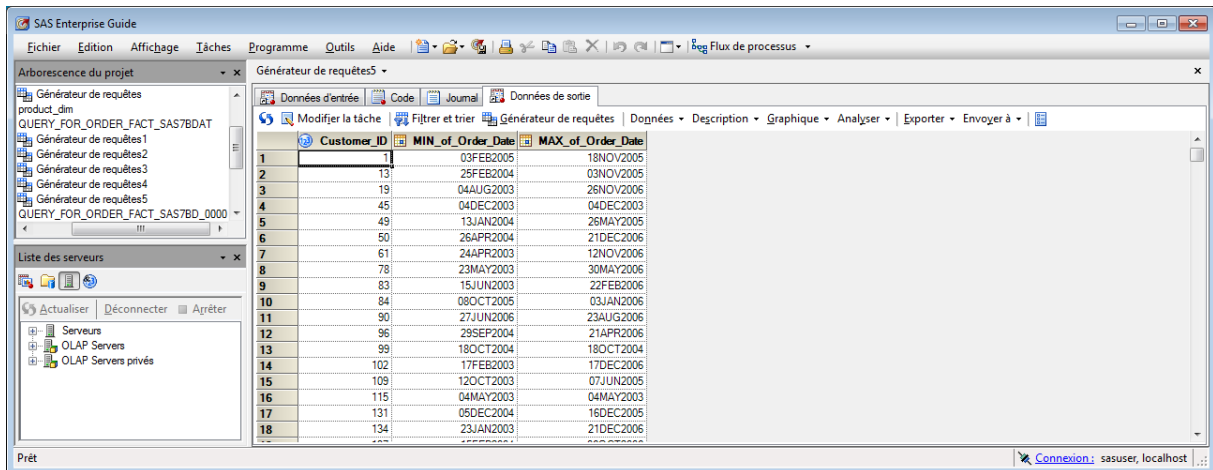 SAS Enterprise Guide
Fichier Edition Affichage Tâches Programme Outils Aide Flux de processus
Arborescence du projet
Générateur de requêtes
product_dim
QUERY_FOR_ORDER_FACT_SAS7BDAT
Générateur de requêtes1
Générateur de requêtes2
Générateur de requêtes3
Générateur de requêtes4
Générateur de requêtes5
QUERY_FOR_ORDER_FACT_SAS7BD_0000
Liste des serveurs
Actualiser Déconnecter Arrêter
Serveurs
OLAP Servers
OLAP Servers privés
Générateur de requêtes5
Données d'entrée Code Journal Données de sortie
Modifier la tâche Filtrer et trier Générateur de requêtes Données Description Graphique Analyser Exporter Envoyer à
Customer_ID MIN_of_Order_Date MAX_of_Order_Date
1 1 03FEB2005 18NOV2005
2 13 25FEB2004 03NOV2005
3 19 04AUG2003 26NOV2006
4 45 04DEC2003 04DEC2003
5 49 13JAN2004 26MAY2005
6 50 26APR2004 21DEC2006
7 61 24APR2003 12NOV2006
8 78 23MAY2003 30MAY2006
9 83 15JUN2003 22FEB2006
10 84 08OCT2005 03JAN2006
11 90 27JUN2006 23AUG2006
12 96 29SEP2004 21APR2006
13 99 18OCT2004 18OCT2004
14 102 17FEB2003 17DEC2006
15 109 12OCT2003 07JUN2005
16 115 04MAY2003 04MAY2003
17 131 05DEC2004 16DEC2005
18 134 23JAN2003 21DEC2006
Prêt
Connexion : sasuser, localhost